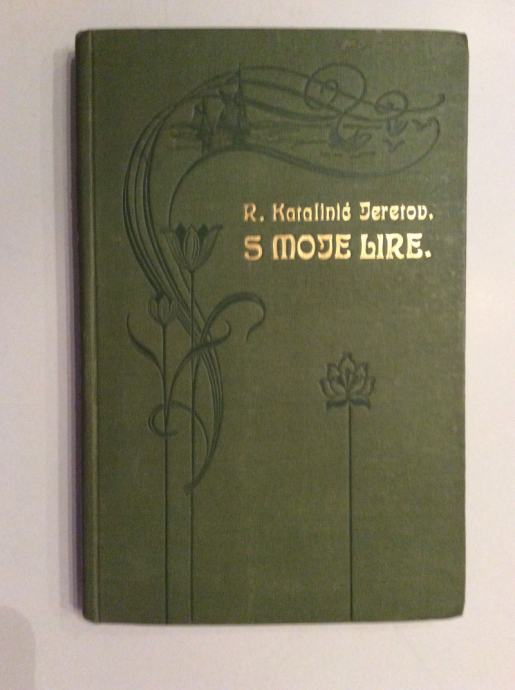 R. Katalinić Jeretov.
S MOJE LIRE.